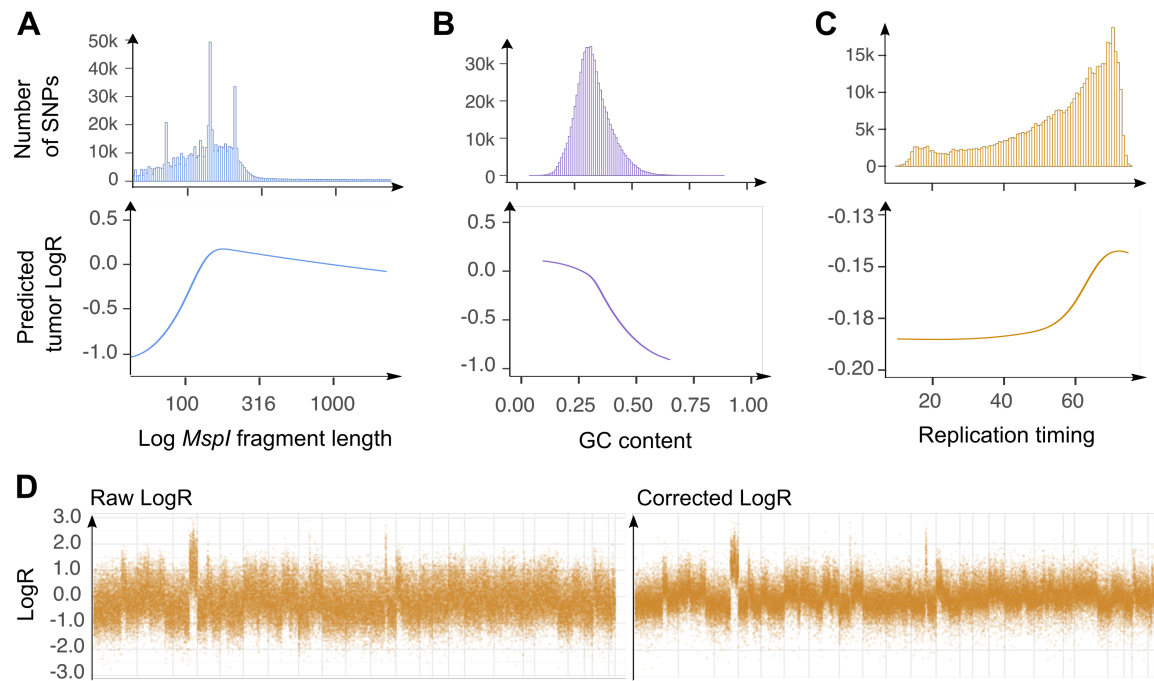 A
B
C
Number
of SNPs
50k
40k
30k
20k
10k
0
30k
20k
10k
0
15k
10k
5k
0
Predicted
tumor LogR
0.5
0.0
-0.5
-1.0
100 316 1000
Log MspI fragment length
0.5
0.0
-0.5
-1.0
0.00 0.25 0.50 0.75 1.00
GC content
-0.13
-0.15
-0.18
-0.20
20 40 60
Replication timing
D
Raw LogR
Corrected LogR
LogR
3.0
2.0
1.0
0.0
-1.0
-2.0
-3.0